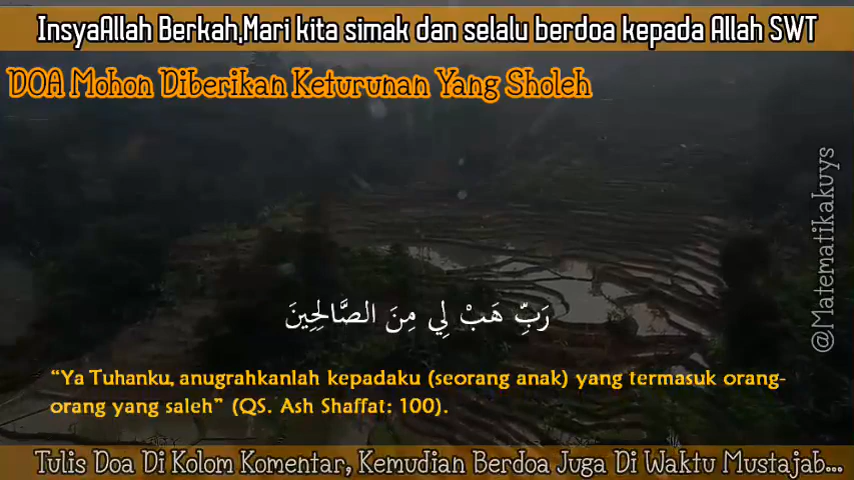 InsyaAllah Berkah,Mari kita simak dan selalu berdoa kepada Allah SWT
DOA Mohon Diberikan Keturunan Yang Sholeh
@Matematikakuys
رَبِّ هَبْ لِي مِنَ الصَّالِحِينَ
“Ya Tuhanku, anugrahkanlah kepadaku (seorang anak) yang termasuk orang-
orang yang saleh” (QS. Ash Shaffat: 100).
Tulis Doa Di Kolom Komentar, Kemudian Berdoa Juga Di Waktu Mustajab...